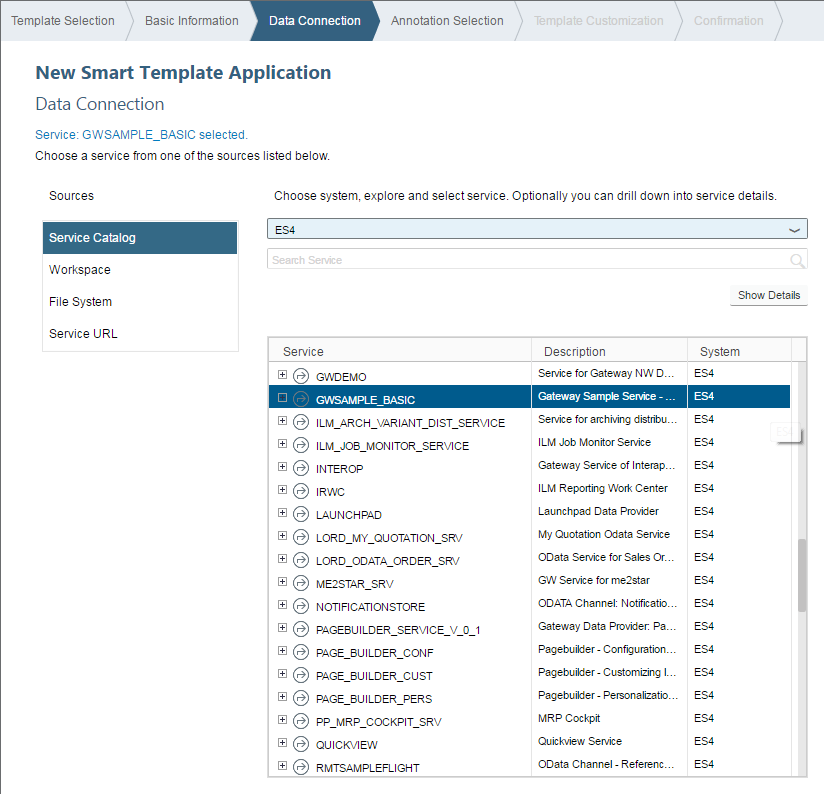 Template Selection Basic Information Data Connection Annotation Selection Template Customization Confirmation
New Smart Template Application
Data Connection
Service: GWSAMPLE_BASIC selected.
Choose a service from one of the sources listed below.
Sources
Choose system, explore and select service. Optionally you can drill down into service details.
Service Catalog
Workspace
File System
Service URL
ES4
Search Service
Show Details
Service Description System
GWDEMO Service for Gateway NW D... ES4
GWSAMPLE_BASIC Gateway Sample Service - ... ES4
ILM_ARCH_VARIANT_DIST_SERVICE Service for archiving distribu... ES4
ILM_JOB_MONITOR_SERVICE ILM Job Monitor Service ES4
INTEROP Gateway Service of Interap... ES4
IRWC ILM Reporting Work Center ES4
LAUNCHPAD Launchpad Data Provider ES4
LORD_MY_QUOTATION_SRV My Quotation Odata Service ES4
LORD_ODATA_ORDER_SRV OData Service for Sales Or... ES4
ME2STAR_SRV GW Service for me2star ES4
NOTIFICATIONSTORE ODATA Channel: Notificatio... ES4
PAGEBUILDER_SERVICE_V_0_1 Gateway Data Provider: Pa... ES4
PAGE_BUILDER_CONF Pagebuilder - Configuration... ES4
PAGE_BUILDER_CUST Pagebuilder - Customizing I... ES4
PAGE_BUILDER_PERS Pagebuilder - Personalizatio... ES4
PP_MRP_COCKPIT_SRV MRP Cockpit ES4
QUICKVIEW Quickview Service ES4
RMTSAMPLEFLIGHT OData Channel - Referenc... ES4